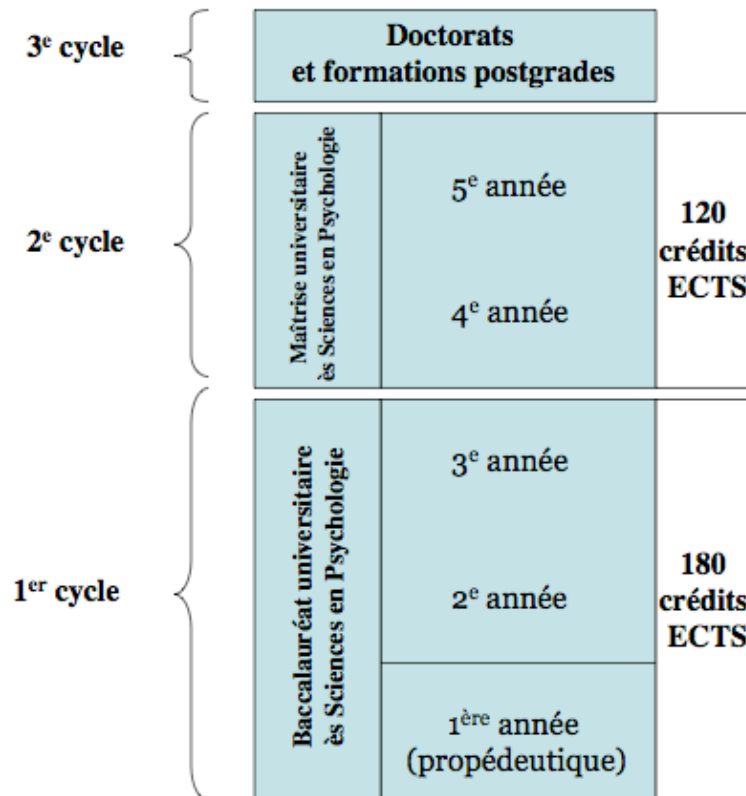 3e cycle
Doctorats
et formations postgrades
2e cycle
Maîtrise universitaire
ès Sciences en Psychologie
5e année
4e année
120
crédits
ECTS
1er cycle
Baccalauréat universitaire
ès Sciences en Psychologie
3e année
2e année
1ère année
(propédeutique)
180
crédits
ECTS